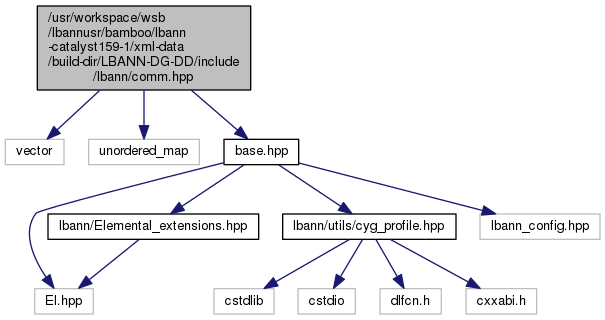 /usr/workspace/wsb
/lbannusr/bamboo/lbann
-catalyst159-1/xml-data
/build-dir/LBANN-DG-DD/include
/lbann/comm.hpp
vector
unordered_map
base.hpp
lbann/Elemental_extensions.hpp
lbann/utils/cyg_profile.hpp
lbann_config.hpp
El.hpp
cstdlib
cstdio
dlfcn.h
cxxabi.h